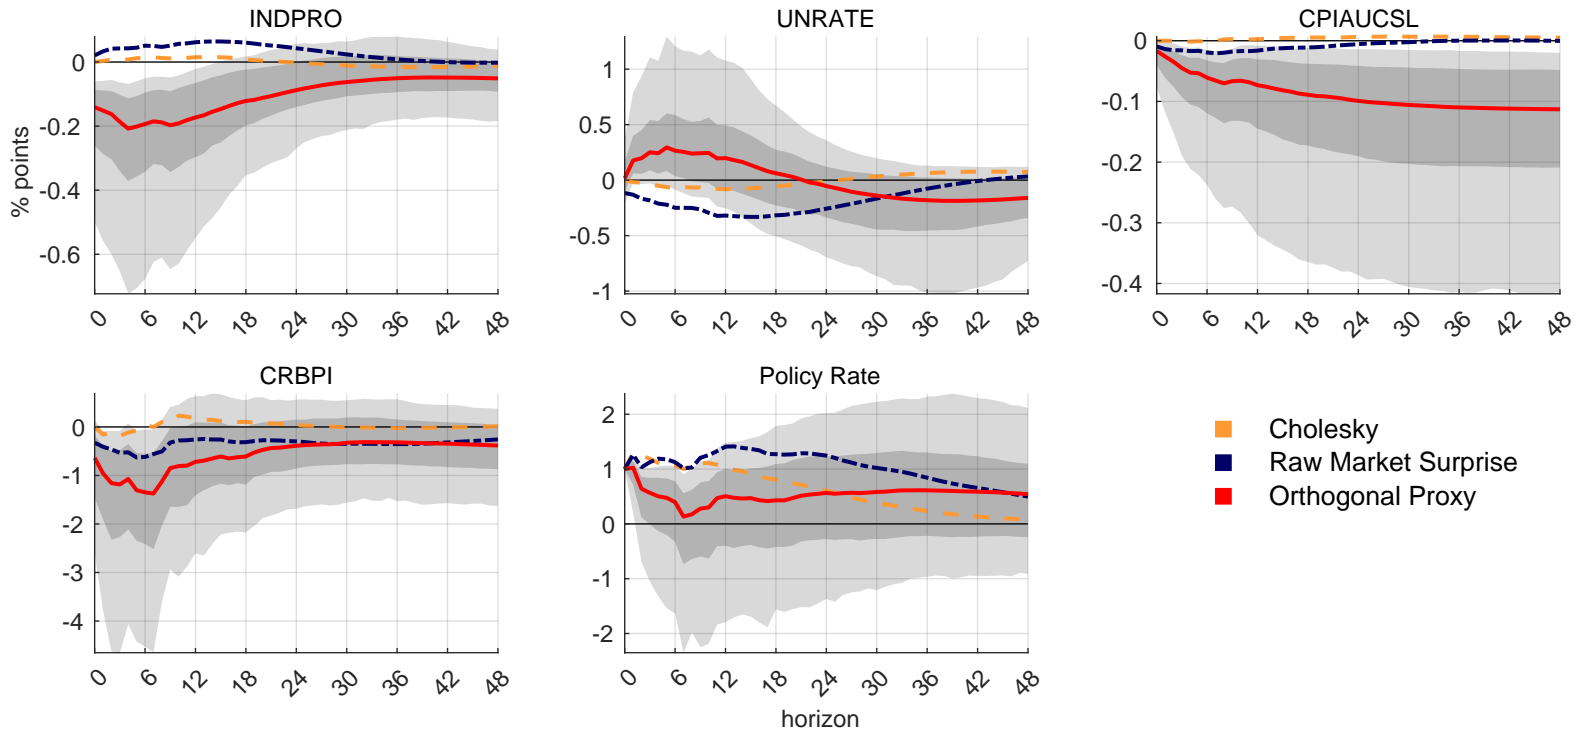 INDPRO
UNRATE
CPIAUCSL
% points
0
-0.2
-0.4
-0.6
0 6 12 18 24 30 36 42 48
1
0.5
0
-0.5
-1
0 6 12 18 24 30 36 42 48
0
-0.1
-0.2
-0.3
-0.4
0 6 12 18 24 30 36 42 48
CRBPI
Policy Rate
0
-1
-2
-3
-4
0 6 12 18 24 30 36 42 48
2
1
0
-1
-2
0 6 12 18 24 30 36 42 48
horizon
Cholesky
Raw Market Surprise
Orthogonal Proxy